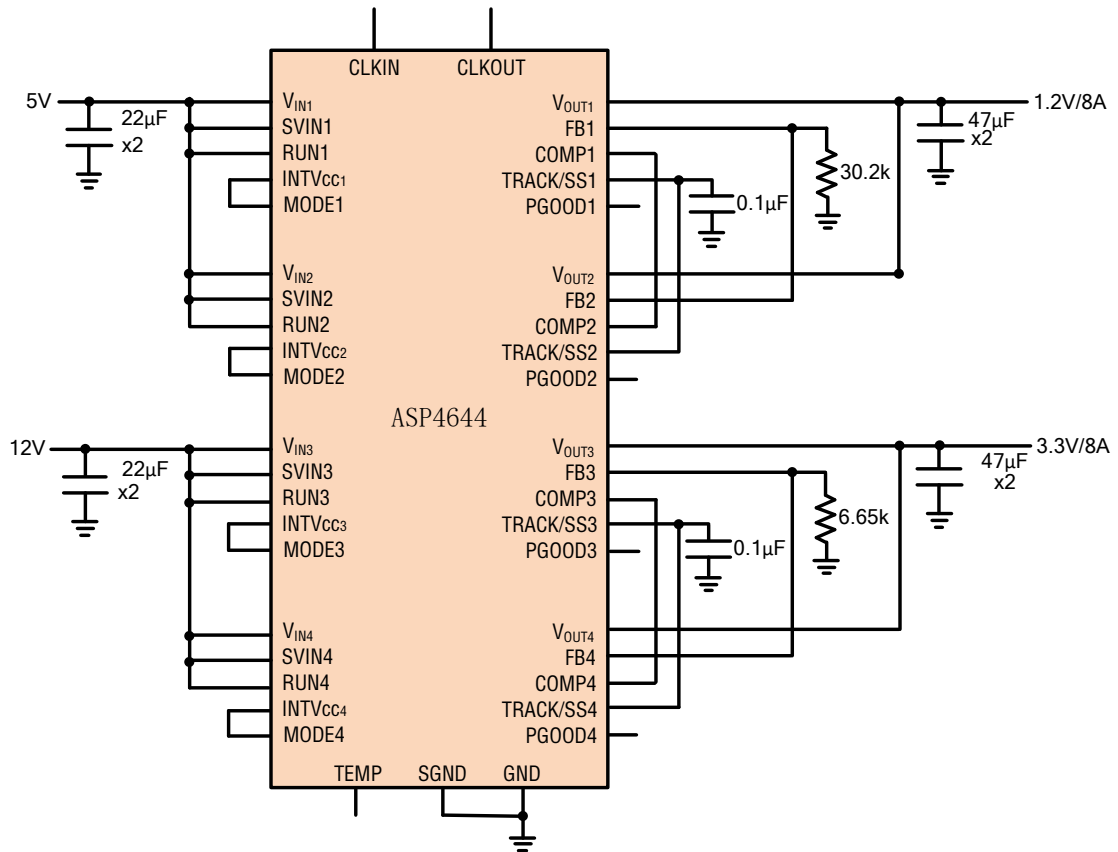 CLKIN CLKOUT
5V
22µF
x2
VIN1
SVIN1
RUN1
INTVCC1
MODE1
VIN2
SVIN2
RUN2
INTVCC2
MODE2
VOUT1
FB1
COMP1
TRACK/SS1
PGOOD1
VOUT2
FB2
COMP2
TRACK/SS2
PGOOD2
1.2V/8A
47µF
x2
30.2k
0.1µF
ASP4644
12V
22µF
x2
VIN3
SVIN3
RUN3
INTVCC3
MODE3
VIN4
SVIN4
RUN4
INTVCC4
MODE4
VOUT3
FB3
COMP3
TRACK/SS3
PGOOD3
VOUT4
FB4
COMP4
TRACK/SS4
PGOOD4
3.3V/8A
47µF
x2
6.65k
0.1µF
TEMP SGND GND